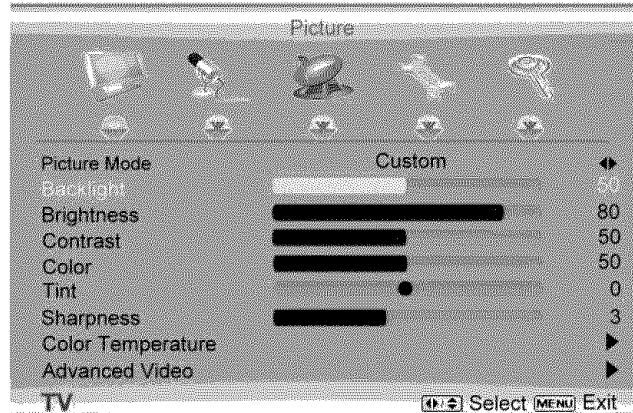 Picture
Picture Mode Custom
Backlight 50
Brightness 80
Contrast 50
Color 50
Tint 0
Sharpness 3
Color Temperature
Advanced Video
TV Select MENU Exit